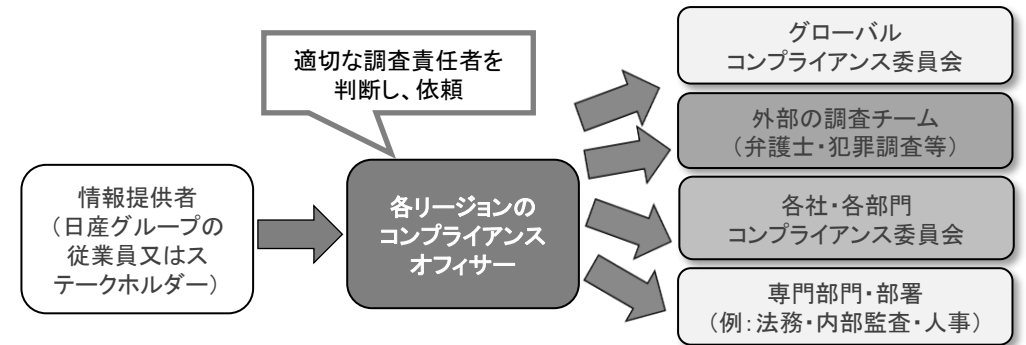 適切な調査責任者を
判断し、依頼
情報提供者
（日産グループの
従業員又はス
テークホルダー）
各リージョンの
コンプライアンス
オフィサー
グローバル
コンプライアンス委員会
外部の調査チーム
（弁護士・犯罪調査等）
各社・各部門
コンプライアンス委員会
専門部門・部署
（例：法務・内部監査・人事）